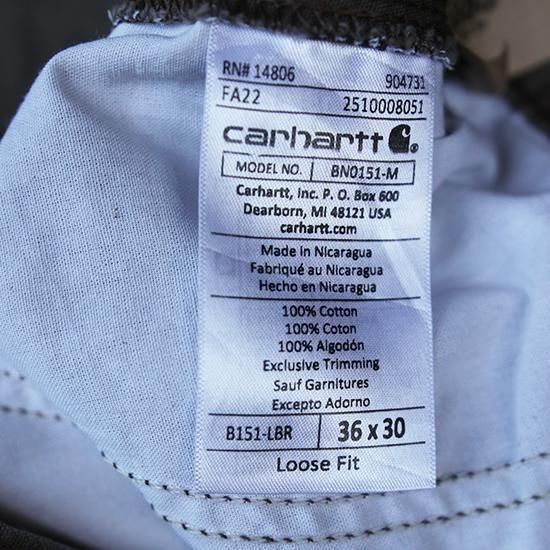 RN# 14806 904731
FA22 2510008051
carhartt
MODEL NO. BN0151-M
Carhartt, Inc. P. O. Box 600
Dearborn, MI 48121 USA
carhartt.com
Made in Nicaragua
Fabriqué au Nicaragua
Hecho en Nicaragua
100% Cotton
100% Coton
100% Algodón
Exclusive Trimming
Sauf Garnitures
Excepto Adorno
B151-LBR 36 x 30
Loose Fit